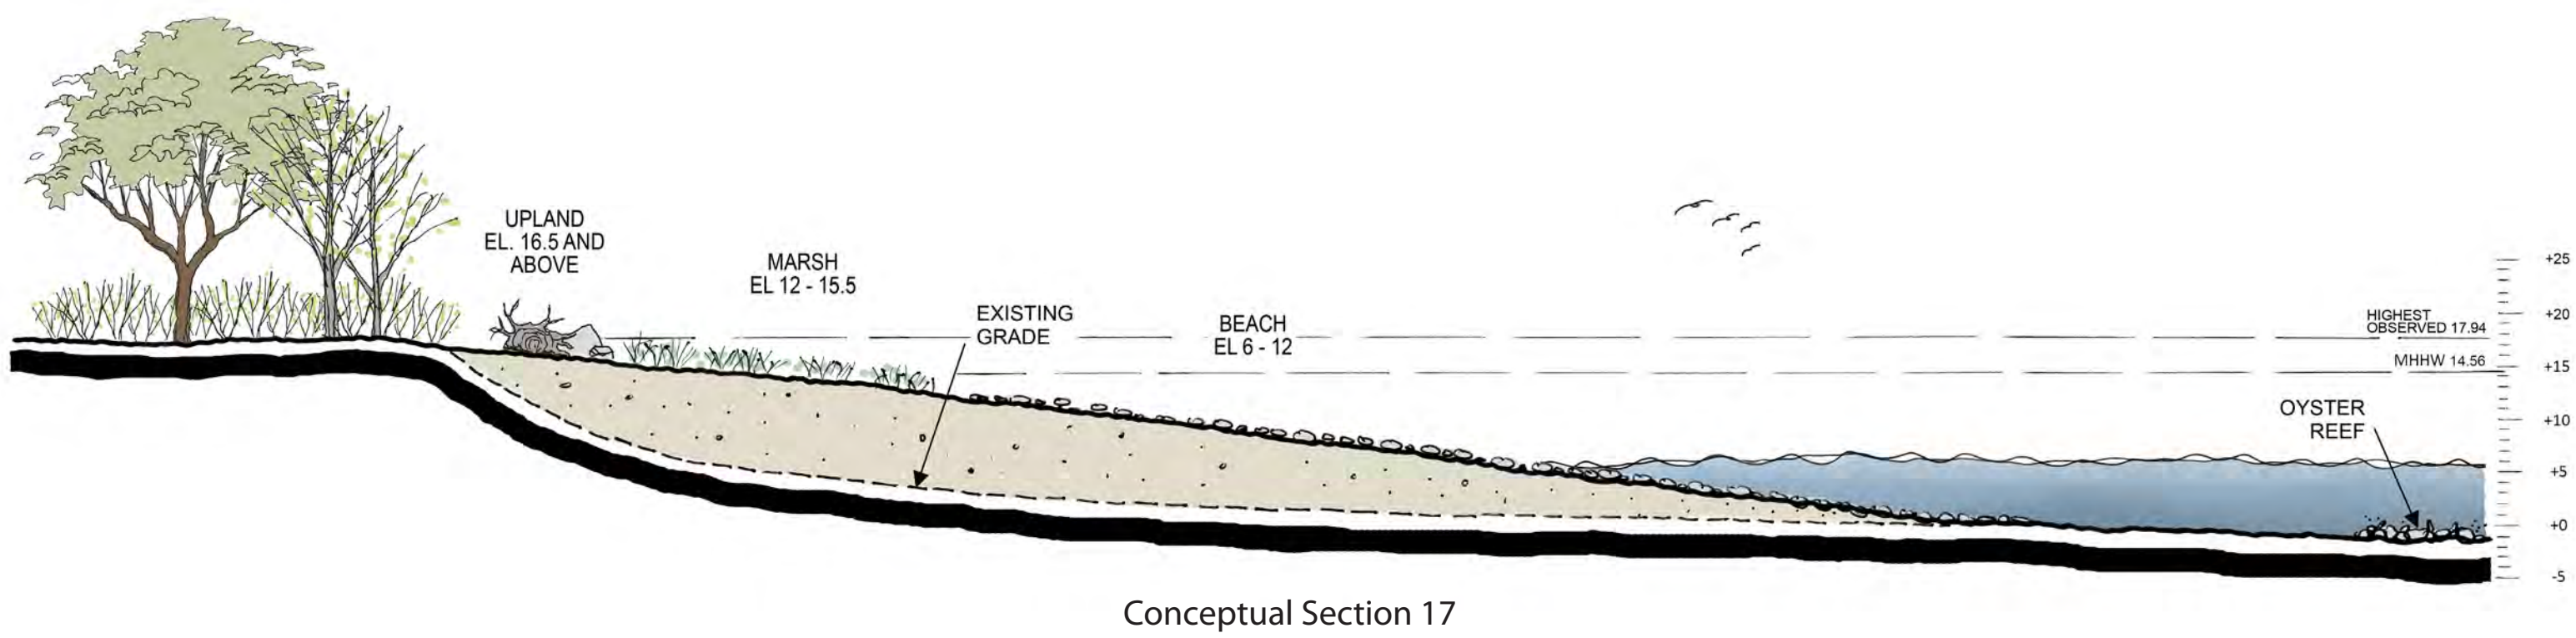 UPLAND
EL. 16.5 AND
ABOVE
MARSH
EL 12 - 15.5
EXISTING
GRADE
BEACH
EL 6 - 12
+25
+20
HIGHEST
OBSERVED 17.94
MHHW 14.56
+15
OYSTER
REEF
+10
+5
+0
-5
Conceptual Section 17